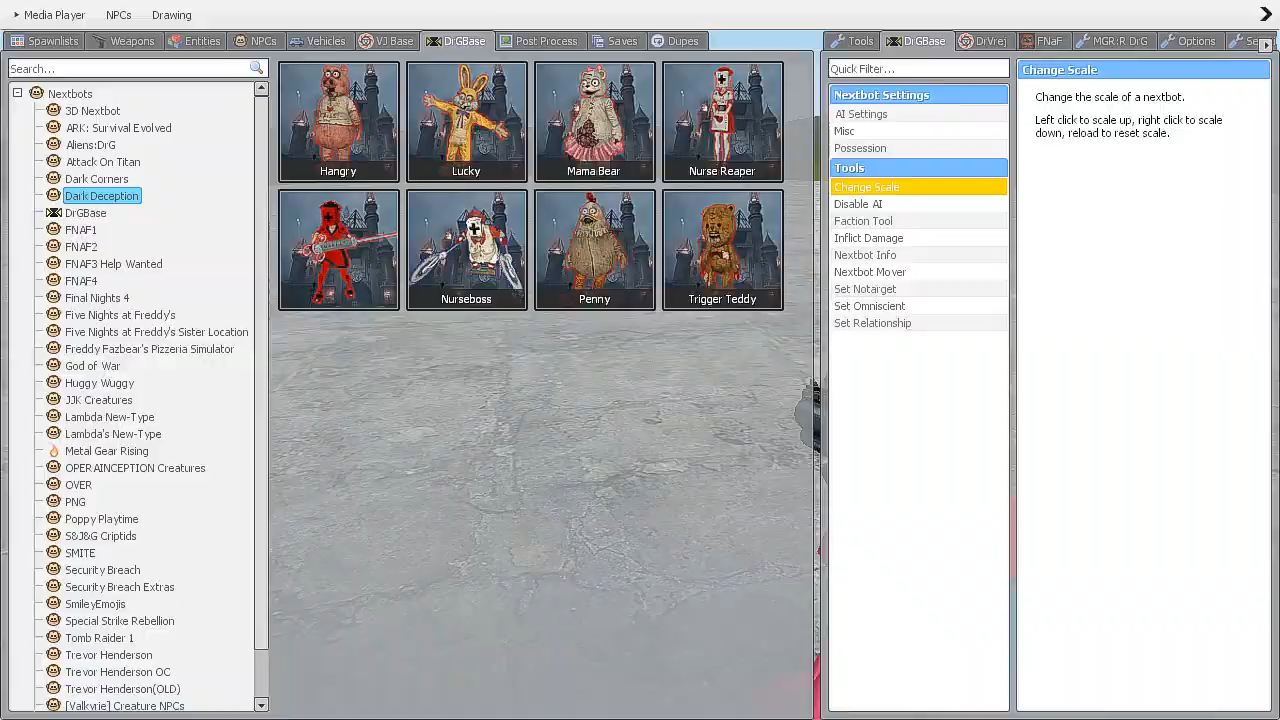 Media Player NPCs Drawing
Spawnlists Weapons Entities NPCs Vehicles VJ Base DrGBase Post Process Saves Dupes
Tools DrGBase DrVrej FNaF MGR:R DrG Options
Search...
Nextbots
3D Nextbot
ARK: Survival Evolved
Aliens:DrG
Attack On Titan
Dark Corners
Dark Deception
DrGBase
FNAF1
FNAF2
FNAF3 Help Wanted
FNAF4
Final Nights 4
Five Nights at Freddy's
Five Nights at Freddy's Sister Location
Freddy Fazbear's Pizzeria Simulator
God of War
Huggy Wuggy
JJK Creatures
Lambda New-Type
Lambda's New-Type
Metal Gear Rising
OPERAINCEPTION Creatures
OVER
PNG
Poppy Playtime
S&J&G Criptids
SMITE
Security Breach
Security Breach Extras
SmileyEmojis
Special Strike Rebellion
Tomb Raider 1
Trevor Henderson
Trevor Henderson OC
Trevor Henderson(OLD)
[Valkyrie] Creature NPCs
Hangry Lucky Mama Bear Nurse Reaper
Nurseboss Penny Trigger Teddy
Quick Filter...
Nextbot Settings
AI Settings
Misc
Possession
Tools
Change Scale
Disable AI
Faction Tool
Inflict Damage
Nextbot Info
Nextbot Mover
Set Notarget
Set Omniscient
Set Relationship
Change Scale
Change the scale of a nextbot.
Left click to scale up, right click to scale
down, reload to reset scale.